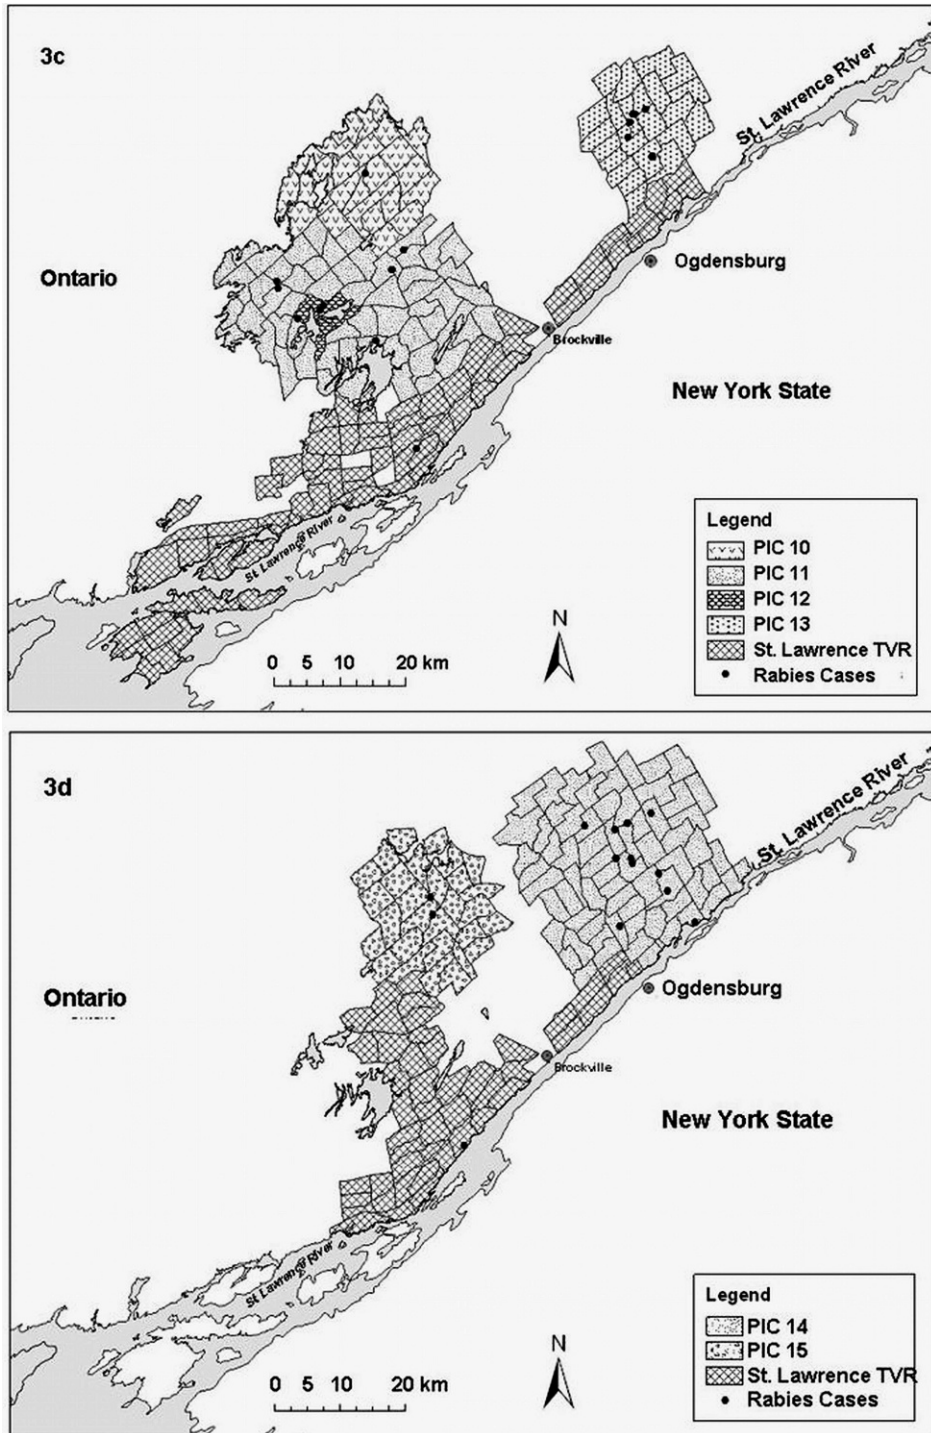 3c
St. Lawrence River
Ontario
Ogdensburg
Brockville
New York State
St. Lawrence River
Legend
PIC 10
PIC 11
PIC 12
PIC 13
St. Lawrence TVR
Rabies Cases
N
0 5 10 20 km
3d
St. Lawrence River
Ontario
Ogdensburg
Brockville
New York State
St. Lawrence River
Legend
PIC 14
PIC 15
St. Lawrence TVR
Rabies Cases
N
0 5 10 20 km